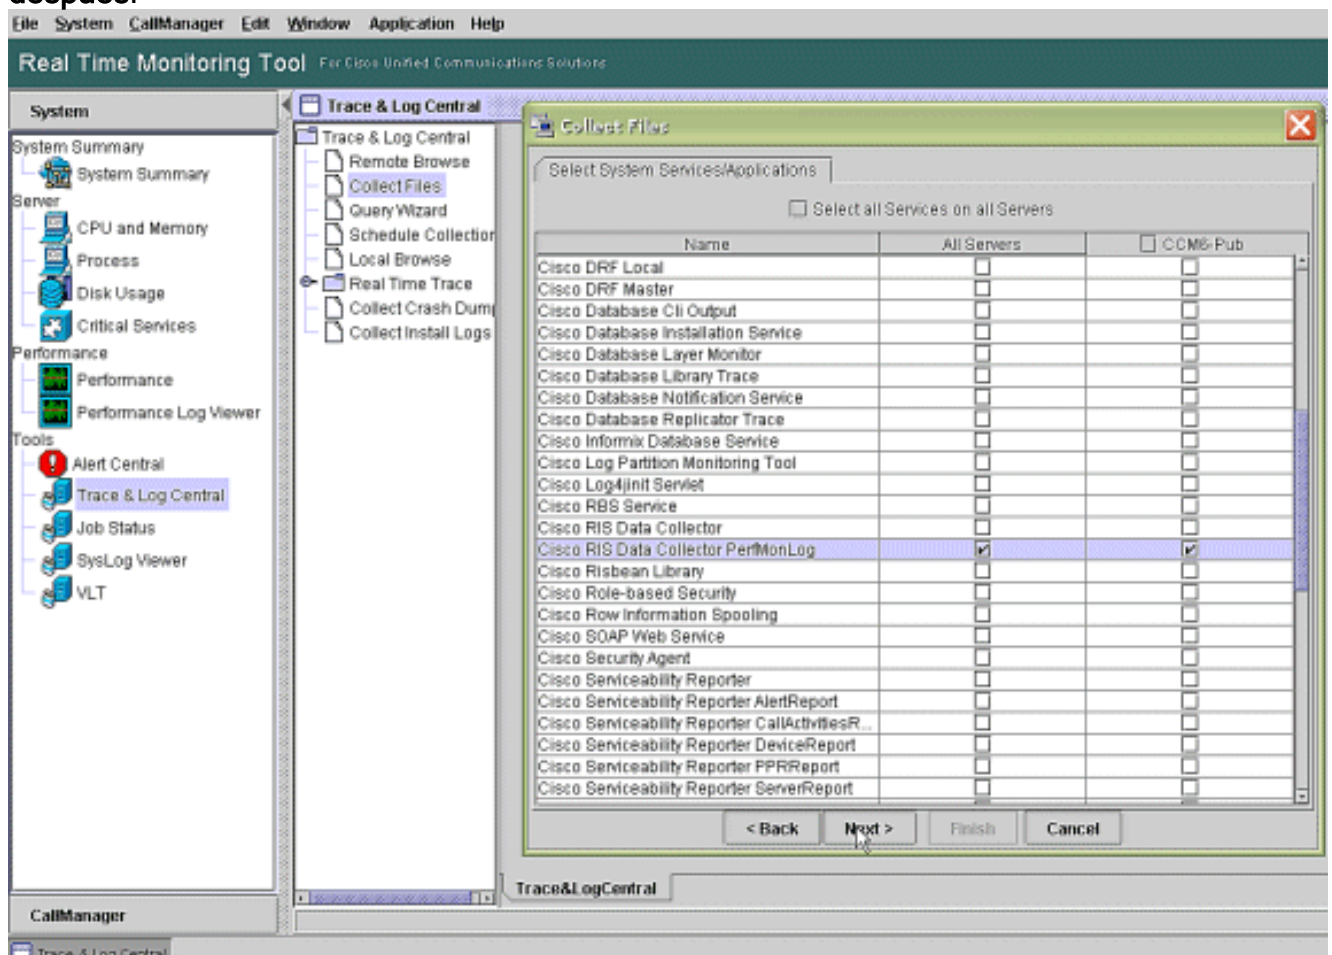 después.
File System CallManager Edit Window Application Help
Real Time Monitoring Tool For Cisco Unified Communications Solutions
System
System Summary
System Summary
Server
CPU and Memory
Process
Disk Usage
Critical Services
Performance
Performance
Performance Log Viewer
Tools
Alert Central
Trace & Log Central
Job Status
SysLog Viewer
VLT
CallManager
Trace & Log Central
Trace & Log Central
Remote Browse
Collect Files
Query Wizard
Schedule Collection
Local Browse
Real Time Trace
Collect Crash Dum
Collect Install Logs
Collect Files
Select System Services/Applications
Select all Services on all Servers
Name All Servers CCM6-Pub
Cisco DRF Local
Cisco DRF Master
Cisco Database Cli Output
Cisco Database Installation Service
Cisco Database Layer Monitor
Cisco Database Library Trace
Cisco Database Notification Service
Cisco Database Replicator Trace
Cisco Informix Database Service
Cisco Log Partition Monitoring Tool
Cisco Log4jinit Servlet
Cisco RBS Service
Cisco RIS Data Collector
Cisco RIS Data Collector PerfMonLog
Cisco Risbean Library
Cisco Role-based Security
Cisco Row Information Spooling
Cisco SOAP Web Service
Cisco Security Agent
Cisco Serviceability Reporter
Cisco Serviceability Reporter AlertReport
Cisco Serviceability Reporter CallActivitiesR...
Cisco Serviceability Reporter DeviceReport
Cisco Serviceability Reporter PPRReport
Cisco Serviceability Reporter ServerReport
< Back Next > Finish Cancel
Trace&LogCentral
Trace & Log Central